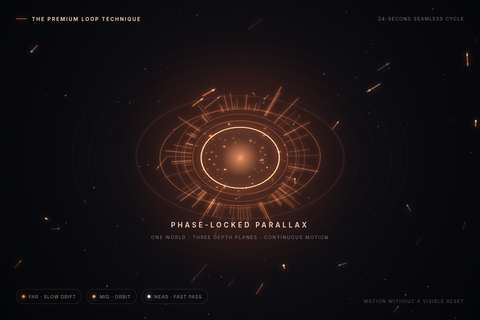 THE PREMIUM LOOP TECHNIQUE
24-SECOND SEAMLESS CYCLE
PHASE-LOCKED PARALLAX
ONE WORLD · THREE DEPTH PLANES · CONTINUOUS MOTION
FAR · SLOW DRIFT
MID · ORBIT
NEAR · FAST PASS
MOTION WITHOUT A VISIBLE RESET